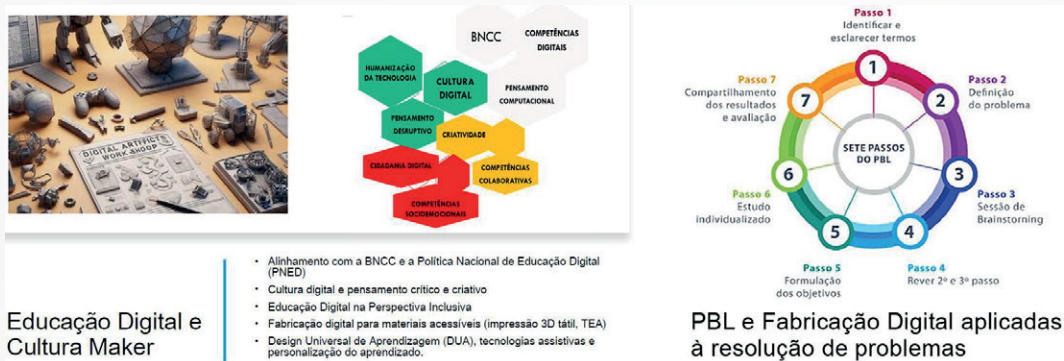 DIGITAL ARTFICT
WORK SHOOP
BNCC
COMPETÊNCIAS
DIGITAIS
HUMANIZAÇÃO
DA TECNOLOGIA
CULTURA
DIGITAL
PENSAMENTO
COMPUTACIONAL
PENSAMENTO
DESRUPTIVO
CRIATIVIDADE
CIDADANIA DIGITAL
COMPETÊNCIAS
COLABORATIVAS
COMPETÊNCIAS
SOCIOEMOCIONAIS
Educação Digital e
Cultura Maker
• Alinhamento com a BNCC e a Política Nacional de Educação Digital
(PNED)
• Cultura digital e pensamento crítico e criativo
• Educação Digital na Perspectiva Inclusiva
• Fabricação digital para materiais acessíveis (impressão 3D tátil, TEA)
• Design Universal de Aprendizagem (DUA), tecnologias assistivas e
personalização do aprendizado.
Passo 1
Identificar e
esclarecer termos
Passo 2
Definição
do problema
Passo 3
Sessão de
Brainstorning
Passo 4
Rever 2º e 3º passo
Passo 5
Formulação
dos objetivos
Passo 6
Estudo
individualizado
Passo 7
Compartilhamento
dos resultados
e avaliação
1
2
3
4
5
6
7
SETE PASSOS
DO PBL
PBL e Fabricação Digital aplicadas
à resolução de problemas